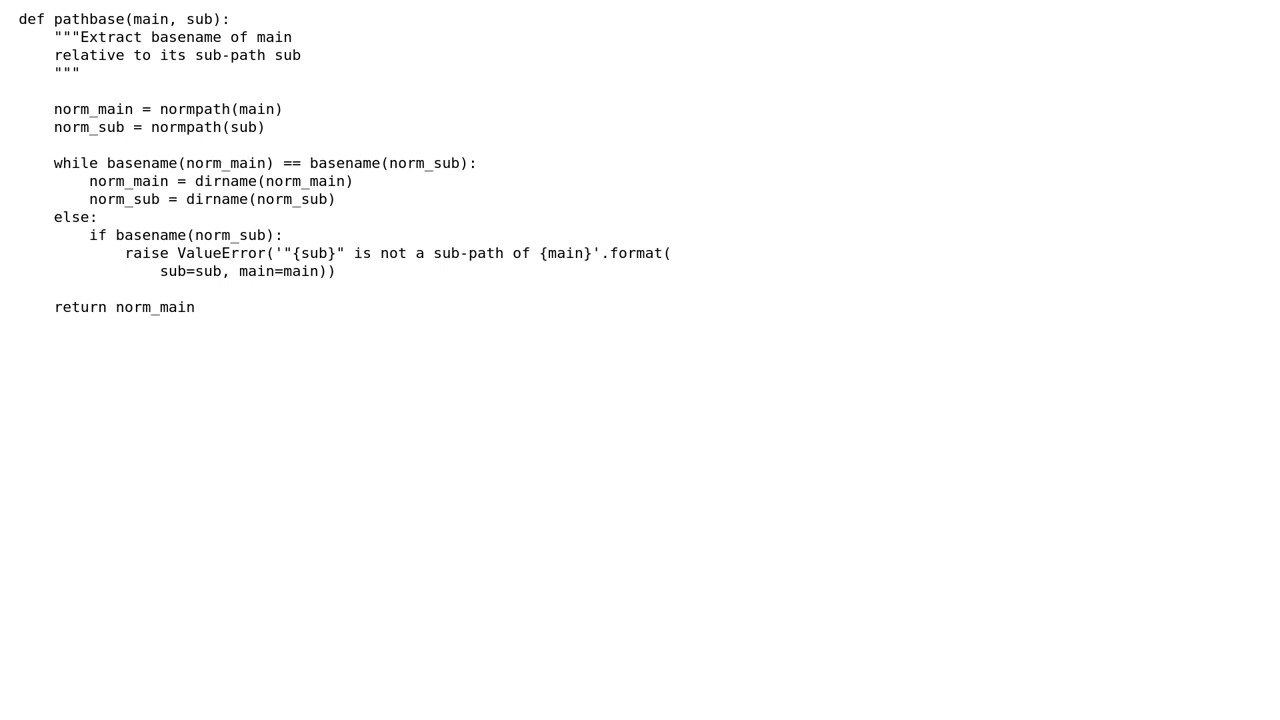 def pathbase(main, sub):
    """Extract basename of main
    relative to its sub-path sub
    """

    norm_main = normpath(main)
    norm_sub = normpath(sub)

    while basename(norm_main) == basename(norm_sub):
        norm_main = dirname(norm_main)
        norm_sub = dirname(norm_sub)
    else:
        if basename(norm_sub):
            raise ValueError('"{sub}" is not a sub-path of {main}'.format(
                sub=sub, main=main))

    return norm_main